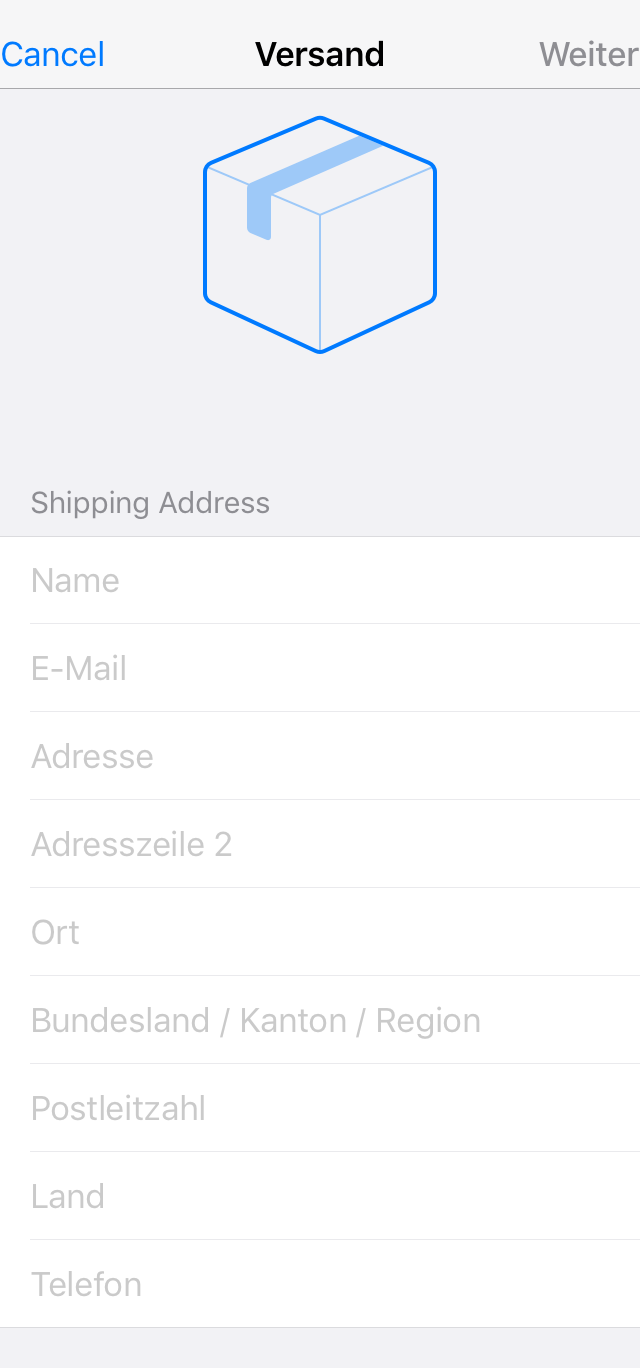 Cancel Versand Weiter
Shipping Address
Name
E-Mail
Adresse
Adresszeile 2
Ort
Bundesland / Kanton / Region
Postleitzahl
Land
Telefon